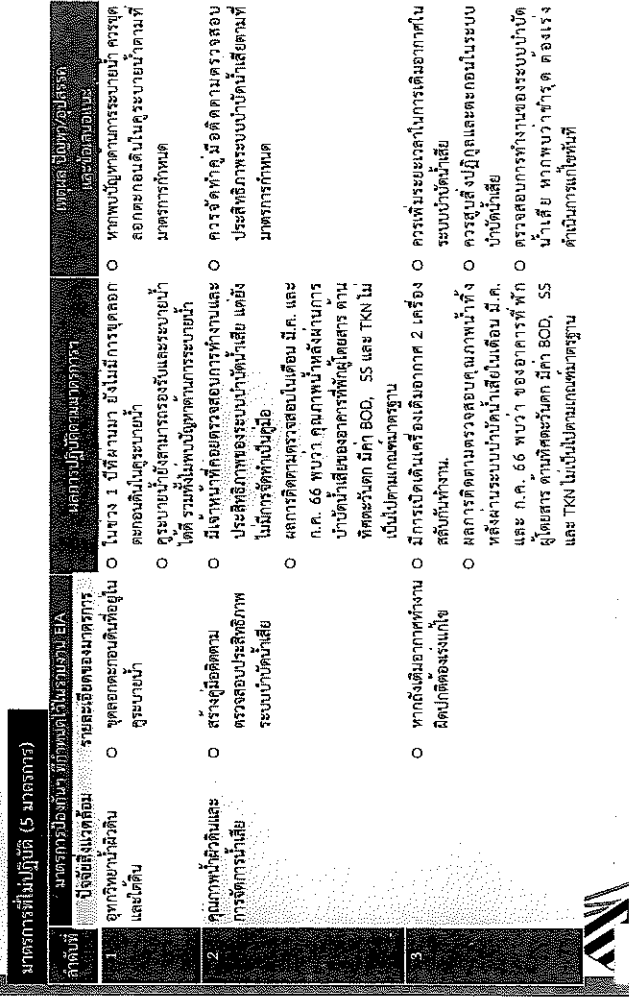 มาตรการที่ไม่ปฏิบัติ (5 มาตรการ)
ลำดับที่
มาตรการป้องกันฯ ที่กำหนดไว้ในรายงาน EIA
ปัจจัยสิ่งแวดล้อม
รายละเอียดของมาตรการ
ผลการปฏิบัติตามมาตรการฯ
เหตุผล/ปัญหา/อุปสรรค
และข้อเสนอแนะ
1
อุทกวิทยาน้ำผิวดิน
และใต้ดิน
○ ขุดลอกตะกอนดินที่อยู่ใน
คูระบายน้ำ
○ ในช่วง 1 ปีที่ผ่านมา ยังไม่มีการขุดลอก
ตะกอนดินในคูระบายน้ำ
○ คูระบายน้ำยังสามารถรองรับและระบายน้ำ
ได้ดี รวมทั้งไม่พบปัญหาด้านการระบายน้ำ
○ หากพบปัญหาด้านการระบายน้ำ ควรขุด
ลอกตะกอนดินในคูระบายน้ำตามที่
มาตรการกำหนด
2
คุณภาพน้ำผิวดินและ
การจัดการน้ำเสีย
○ สร้างคู่มือติดตาม
ตรวจสอบประสิทธิภาพ
ระบบบำบัดน้ำเสีย
○ มีเจ้าหน้าที่คอยตรวจสอบการทำงานและ
ประสิทธิภาพของระบบบำบัดน้ำเสีย แต่ยัง
ไม่มีการจัดทำเป็นคู่มือ
○ ผลการติดตามตรวจสอบในเดือน มี.ค. และ
ก.ค. 66 พบว่า คุณภาพน้ำหลังผ่านการ
บำบัดน้ำเสียของอาคารที่พักผู้โดยสาร ด้าน
ทิศตะวันตก มีค่า BOD, SS และ TKN ไม่
เป็นไปตามเกณฑ์มาตรฐาน
○ ควรจัดทำคู่มือติดตามตรวจสอบ
ประสิทธิภาพระบบบำบัดน้ำเสียตามที่
มาตรการกำหนด
3
○ หากถังเติมอากาศทำงาน
ผิดปกติต้องเร่งแก้ไข
○ มีการเปิดเดินเครื่องเติมอากาศ 2 เครื่อง
สลับกันทำงาน.
○ ผลการติดตามตรวจสอบคุณภาพน้ำทิ้ง
หลังผ่านระบบบำบัดน้ำเสียในเดือน มี.ค.
และ ก.ค. 66 พบว่า ของอาคารที่พัก
ผู้โดยสาร ด้านทิศตะวันตก มีค่า BOD, SS
และ TKN ไม่เป็นไปตามเกณฑ์มาตรฐาน
○ ควรเพิ่มระยะเวลาในการเติมอากาศใน
ระบบบำบัดน้ำเสีย
○ ควรสูบสิ่งปฏิกูลและตะกอนในระบบ
บำบัดน้ำเสีย
○ ตรวจสอบการทำงานของระบบบำบัด
น้ำเสีย หากพบว่าชำรุด ต้องเร่ง
ดำเนินการแก้ไขทันที